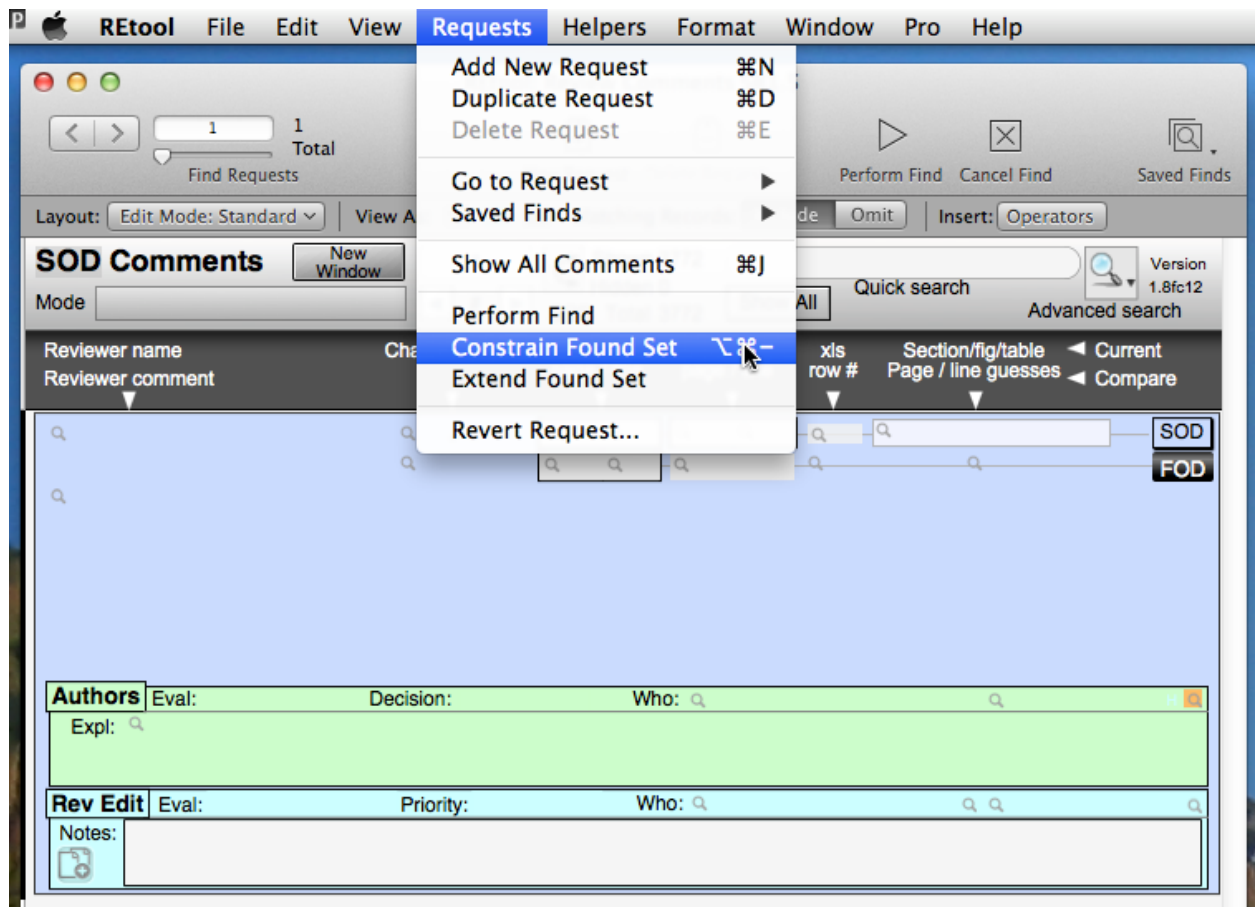 P REtool File Edit View Requests Helpers Format Window Pro Help
Add New Request ⌘N
Duplicate Request ⌘D
Delete Request ⌘E
Go to Request ▶
Saved Finds ▶
Show All Comments ⌘J
Perform Find
Constrain Found Set ⌥⌘–
Extend Found Set
Revert Request...
1 1
Total
Find Requests
Perform Find Cancel Find Saved Finds
Layout: Edit Mode: Standard View A
de Omit Insert: Operators
SOD Comments New
Window
Mode
All Quick search
Version
1.8fc12
Advanced search
Reviewer name Cha xls Section/fig/table Current
Reviewer comment row # Page / line guesses Compare
SOD
FOD
Authors Eval: Decision: Who:
Expl:
Rev Edit Eval: Priority: Who:
Notes: